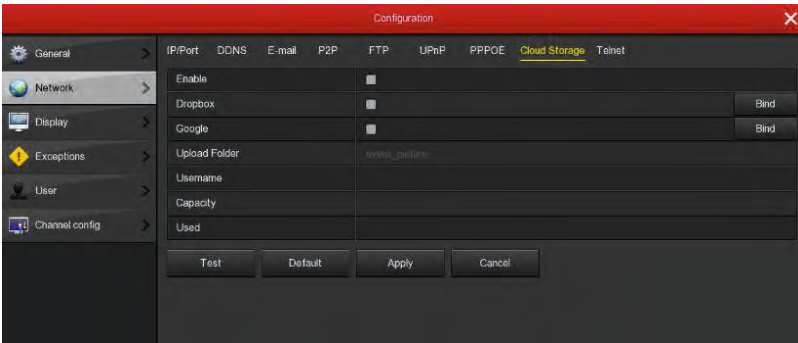 Configuration
General
Network
Display
Exceptions
User
Channel config
IP/Port DDNS E-mail P2P FTP UPnP PPPOE Cloud Storage Telnet
Enable
Dropbox Bind
Google Bind
Upload Folder event_picture
Username
Capacity
Used
Test Default Apply Cancel